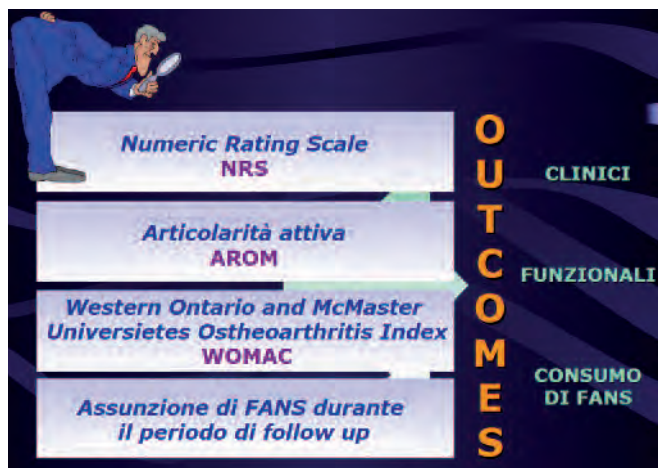 Numeric Rating Scale
NRS
Articolarità attiva
AROM
Western Ontario and McMaster
Universietes Ostheoarthritis Index
WOMAC
Assunzione di FANS durante
il periodo di follow up
OUTCOMES
CLINICI
FUNZIONALI
CONSUMO
DI FANS